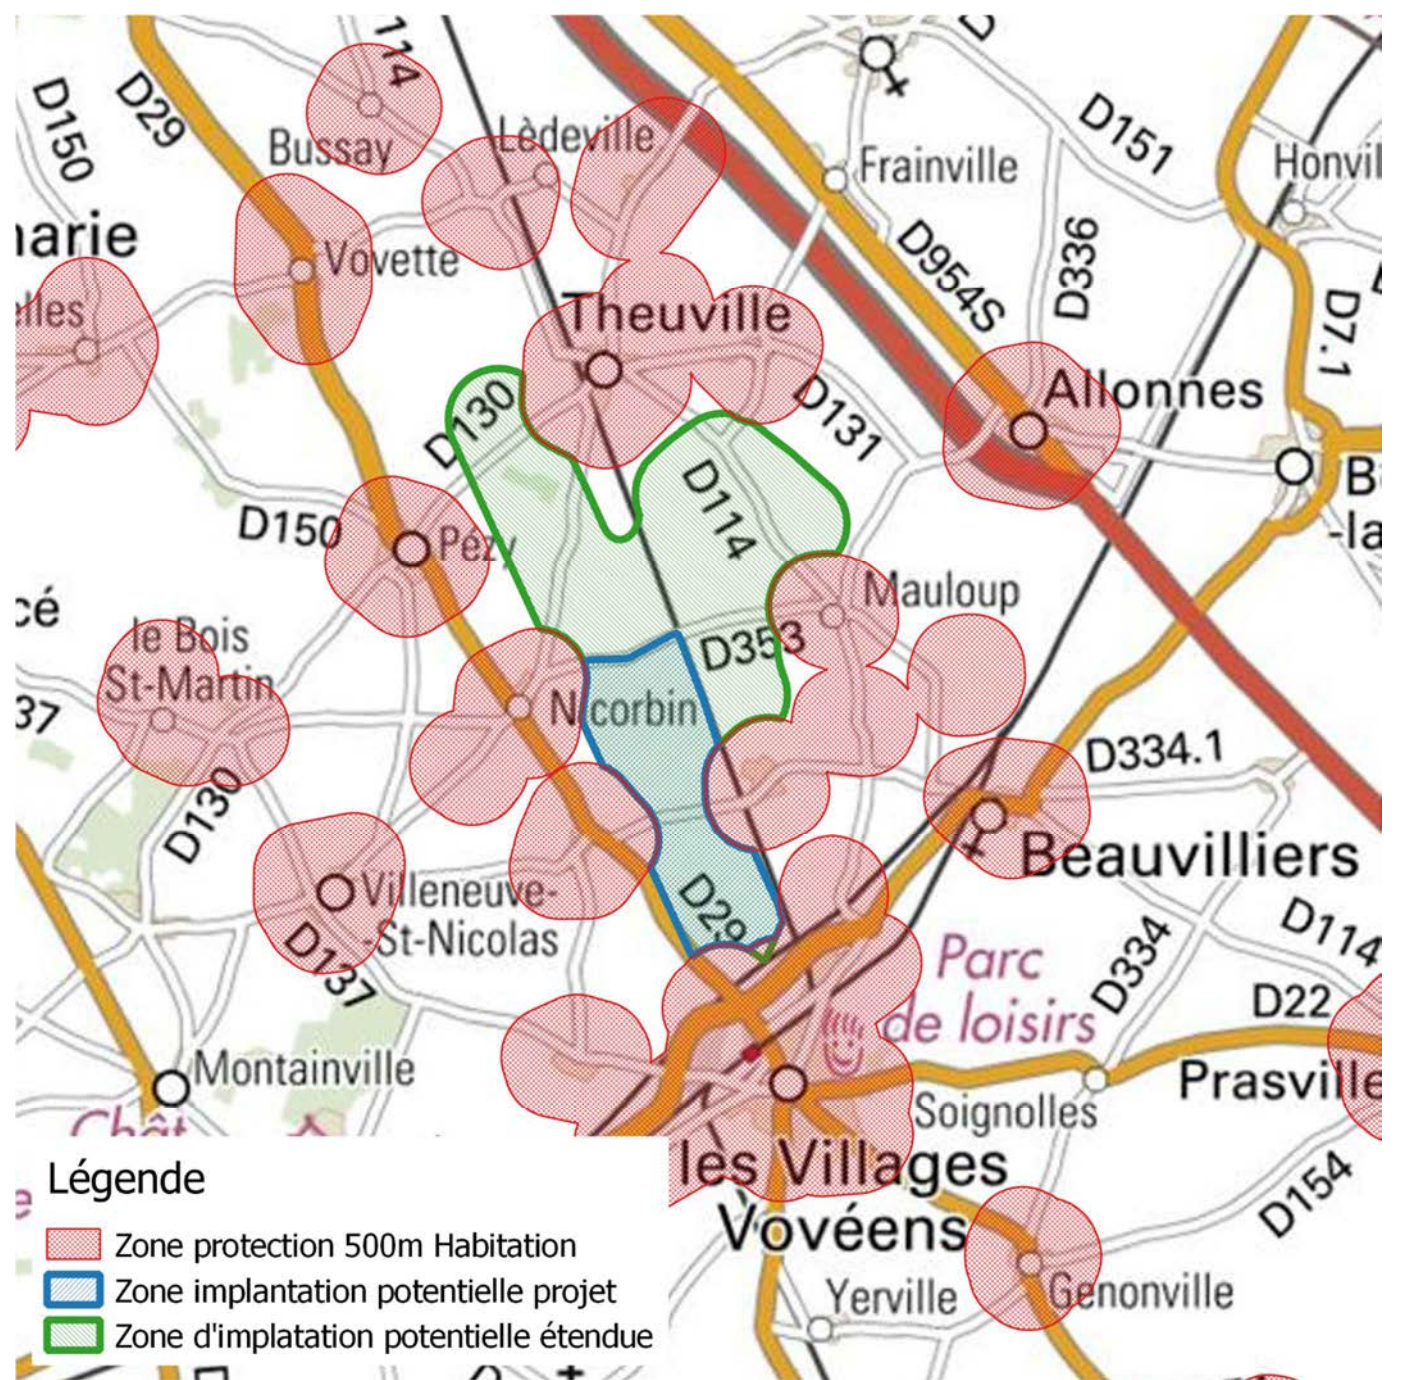 114
D
D150
D29
Bussay
Lèdeville
D151
Frainville
Honvil
narie
Vovette
D954S
D336
elles
Theuville
D7.1
D130
D131
Allonnes
B
-la
D150
Pézy
D114
Mauloup
cé
le Bois
St-Martin
D353
37
Nicorbin
D334.1
D130
Beauvilliers
Villeneuve-
-St-Nicolas
D29
D137
D334
D114
Parc
de loisirs
D22
Montainville
Prasville
Chât
Soignolles
D154
les Villages
Vovéens
Yerville
Genonville
Légende
Zone protection 500m Habitation
Zone implantation potentielle projet
Zone d'implatation potentielle étendue